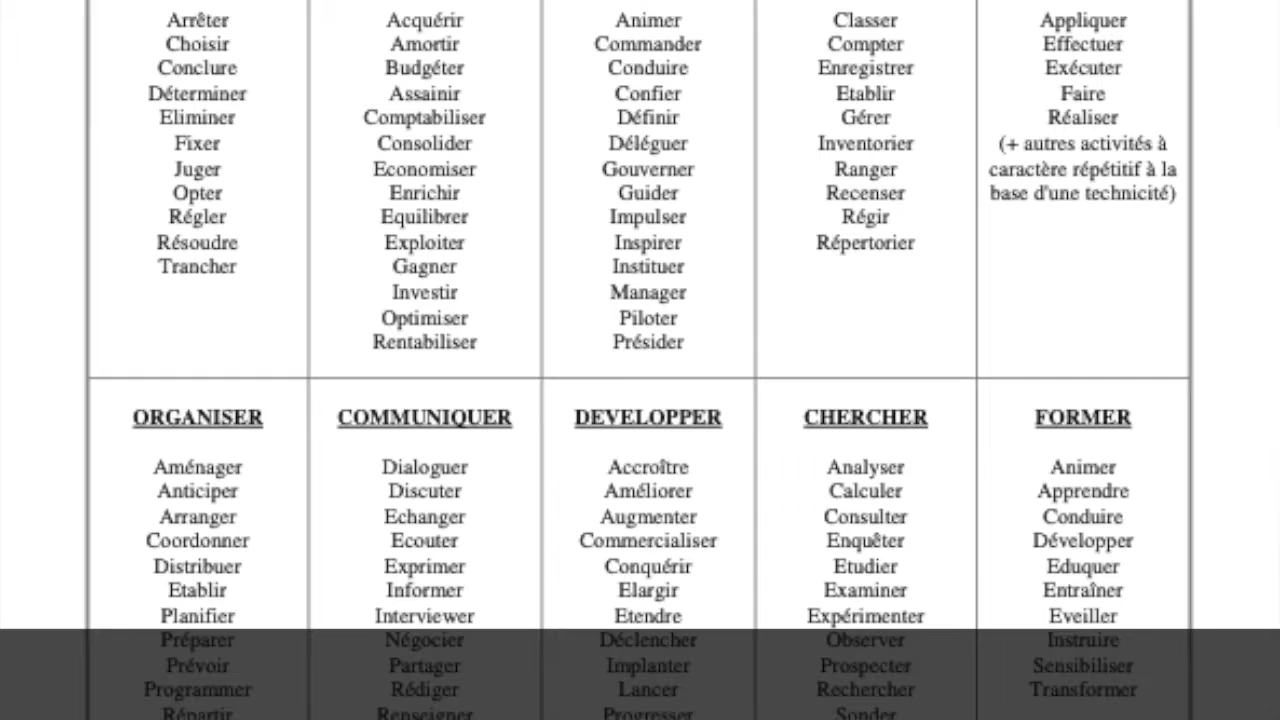 Arrêter
Choisir
Conclure
Déterminer
Eliminer
Fixer
Juger
Opter
Régler
Résoudre
Trancher
Acquérir
Amortir
Budgéter
Assainir
Comptabiliser
Consolider
Economiser
Enrichir
Equilibrer
Exploiter
Gagner
Investir
Optimiser
Rentabiliser
Animer
Commander
Conduire
Confier
Définir
Déléguer
Gouverner
Guider
Impulser
Inspirer
Instituer
Manager
Piloter
Présider
Classer
Compter
Enregistrer
Etablir
Gérer
Inventorier
Ranger
Recenser
Régir
Répertorier
Appliquer
Effectuer
Exécuter
Faire
Réaliser
(+ autres activités à
caractère répétitif à la
base d'une technicité)
ORGANISER
Aménager
Anticiper
Arranger
Coordonner
Distribuer
Etablir
Planifier
Préparer
Prévoir
Programmer
Répartir
COMMUNIQUER
Dialoguer
Discuter
Echanger
Ecouter
Exprimer
Informer
Interviewer
Négocier
Partager
Rédiger
Renseigner
DEVELOPPER
Accroître
Améliorer
Augmenter
Commercialiser
Conquérir
Elargir
Etendre
Déclencher
Implanter
Lancer
Progresser
CHERCHER
Analyser
Calculer
Consulter
Enquêter
Etudier
Examiner
Expérimenter
Observer
Prospecter
Rechercher
Sonder
FORMER
Animer
Apprendre
Conduire
Développer
Eduquer
Entraîner
Eveiller
Instruire
Sensibiliser
Transformer